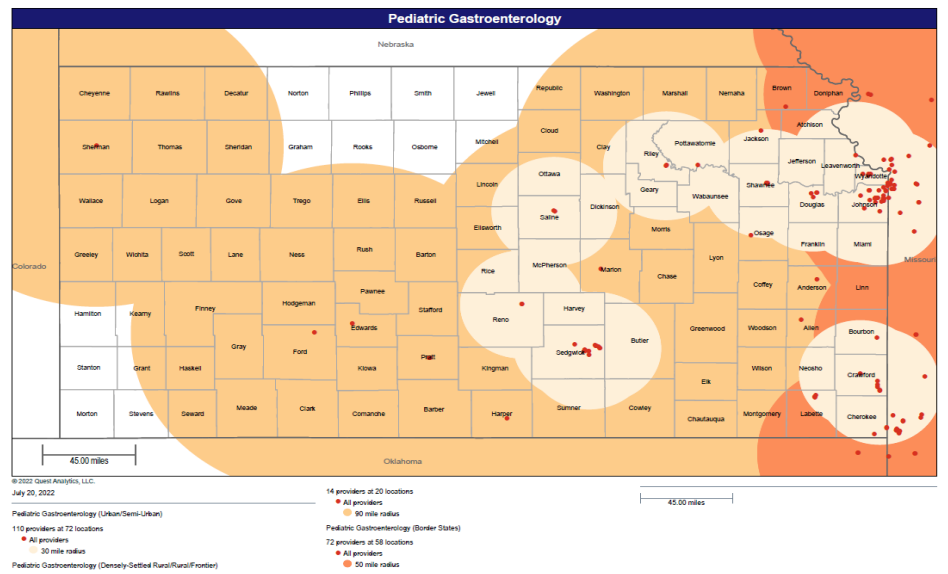 Pediatric Gastroenterology
Nebraska
Cheyenne Rawlins Decatur Norton Phillips Smith Jewell Republic Washington Marshall Nemaha Brown Doniphan
Atchison
Sherman Thomas Sheridan Graham Rooks Osborne Mitchell Cloud Clay Riley Pottawatomie Jackson Jefferson Leavenworth
Wyandotte
Wallace Logan Gove Trego Ellis Russell Lincoln Ottawa Geary Wabaunsee Shawnee Douglas Johnson
Saline Dickinson
Ellsworth Morris Osage Franklin Miami
Greeley Wichita Scott Lane Ness Rush Barton Rice McPherson Marion Chase Lyon
Colorado Missouri
Hamilton Kearny Finney Hodgeman Pawnee Stafford Reno Harvey Coffey Anderson Linn
Edwards
Gray Ford Butler Greenwood Woodson Allen Bourbon
Stanton Grant Haskell Kiowa Pratt Kingman Sedgwick Elk Wilson Neosho Crawford
Morton Stevens Seward Meade Clark Comanche Barber Harper Sumner Cowley Chautauqua Montgomery Labette Cherokee
45.00 miles
Oklahoma
© 2022 Quest Analytics, LLC.
July 20, 2022
Pediatric Gastroenterology (Urban/Semi-Urban)
110 providers at 72 locations
All providers
30 mile radius
Pediatric Gastroenterology (Densely-Settled Rural/Rural/Frontier)
14 providers at 20 locations
All providers
90 mile radius
Pediatric Gastroenterology (Border States)
72 providers at 58 locations
All providers
50 mile radius
45.00 miles